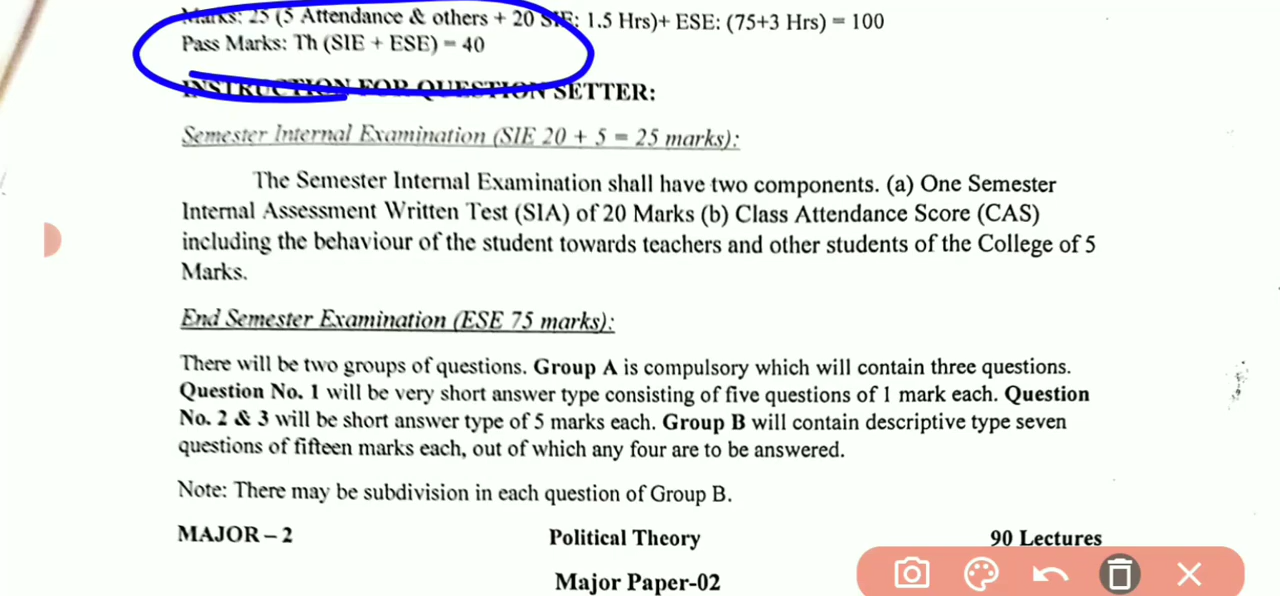 Marks: 25 (5 Attendance & others + 20 SIE: 1.5 Hrs)+ ESE: (75+3 Hrs) = 100
Pass Marks: Th (SIE + ESE) = 40
INSTRUCTION FOR QUESTION SETTER:
Semester Internal Examination (SIE 20 + 5 = 25 marks):
The Semester Internal Examination shall have two components. (a) One Semester
Internal Assessment Written Test (SIA) of 20 Marks (b) Class Attendance Score (CAS)
including the behaviour of the student towards teachers and other students of the College of 5
Marks.
End Semester Examination (ESE 75 marks):
There will be two groups of questions. Group A is compulsory which will contain three questions.
Question No. 1 will be very short answer type consisting of five questions of 1 mark each. Question
No. 2 & 3 will be short answer type of 5 marks each. Group B will contain descriptive type seven
questions of fifteen marks each, out of which any four are to be answered.
Note: There may be subdivision in each question of Group B.
MAJOR – 2 Political Theory 90 Lectures
Major Paper-02